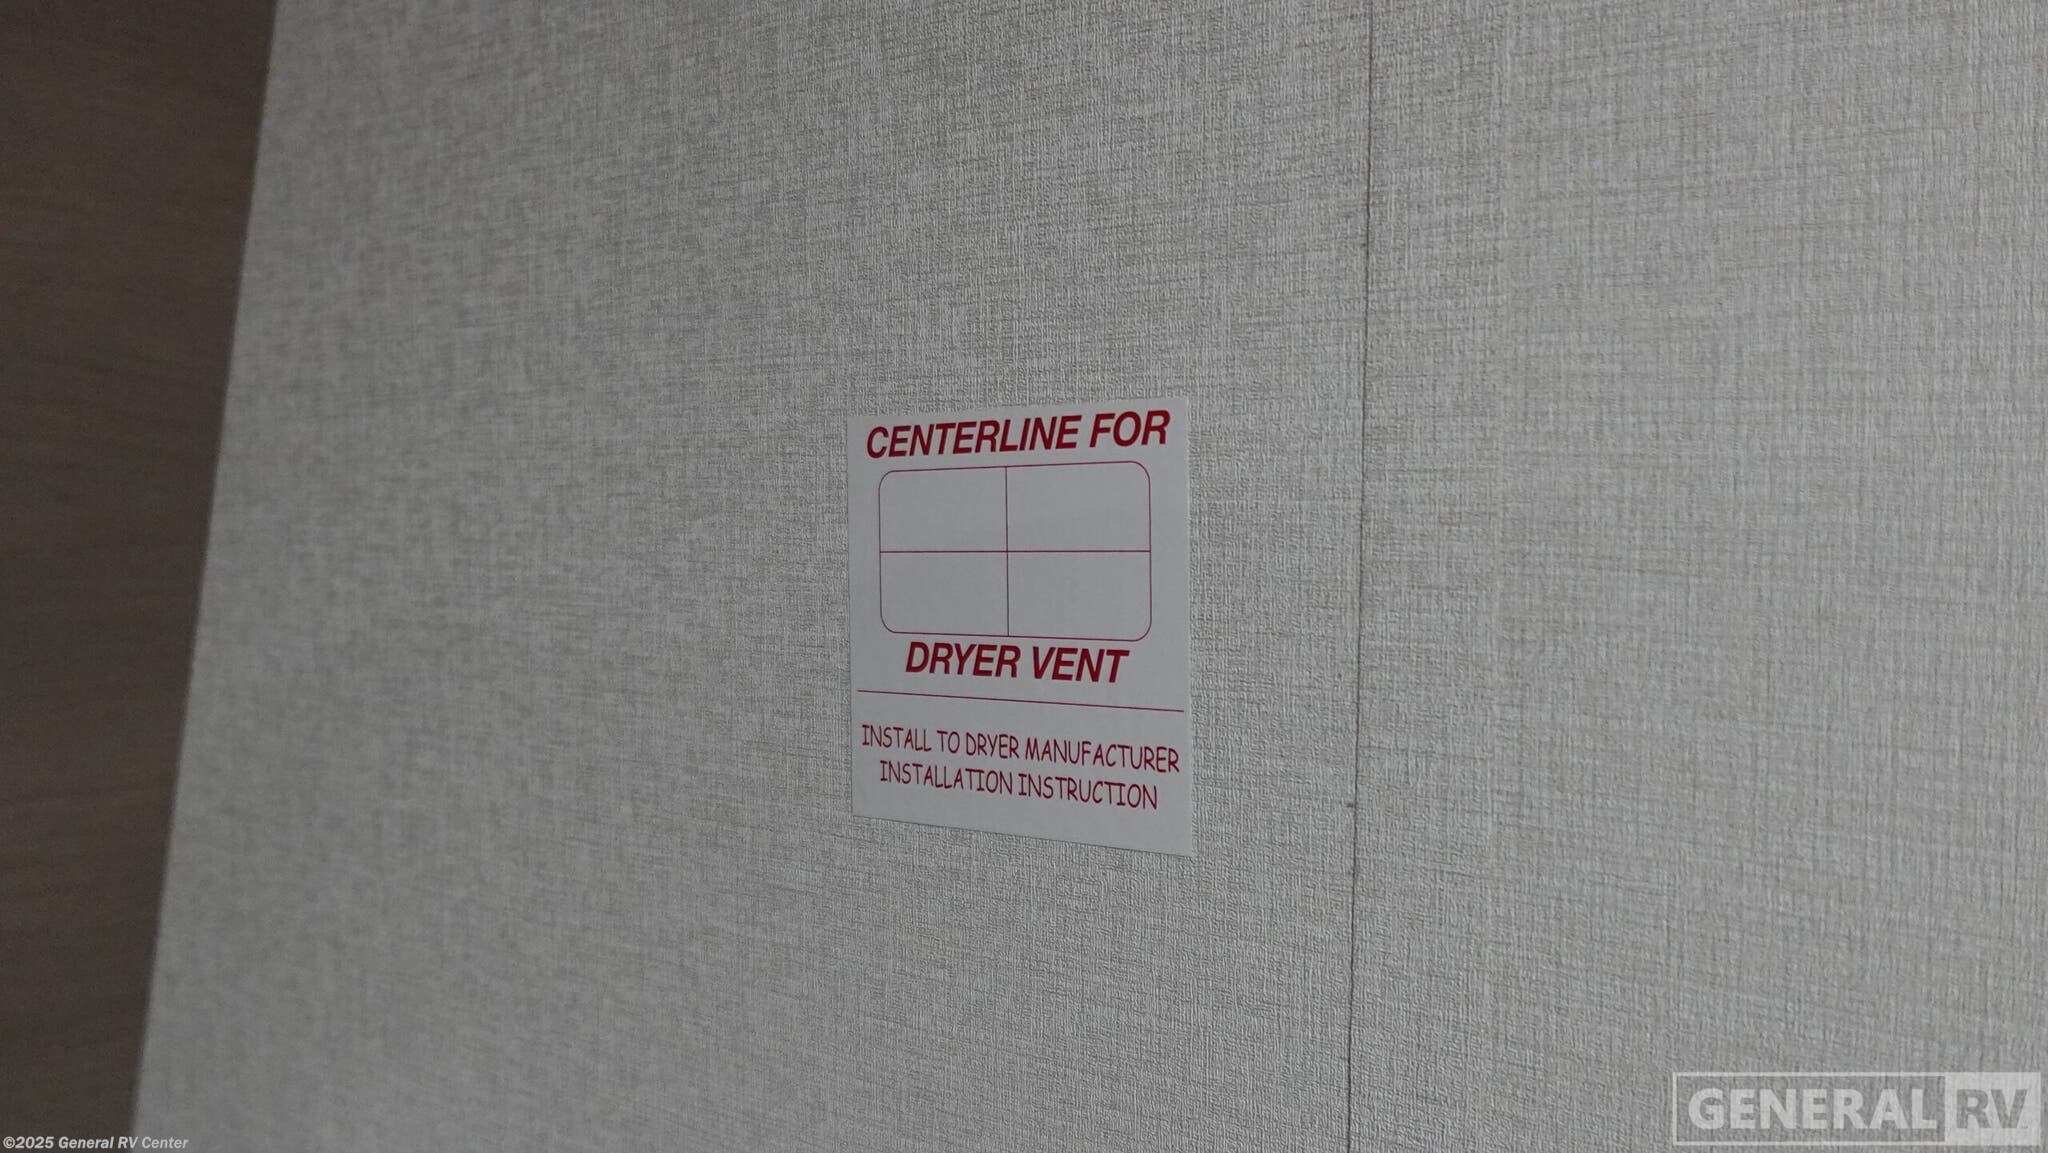 CENTERLINE FOR
DRYER VENT
INSTALL TO DRYER MANUFACTURER
INSTALLATION INSTRUCTION
©2025 General RV Center
GENERAL RV